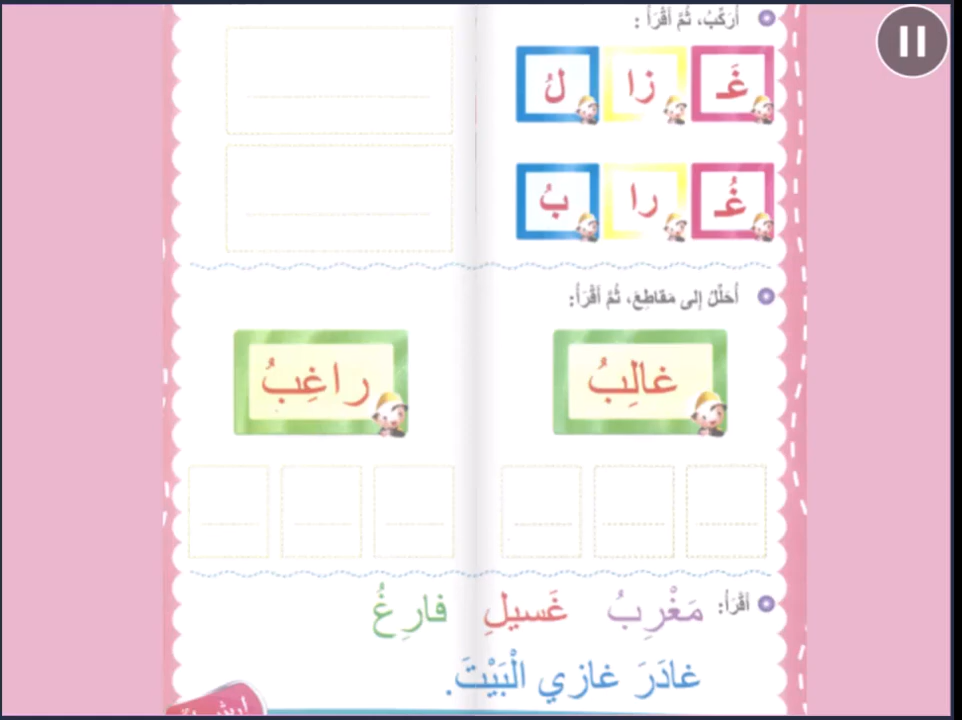 أُرَكِّبُ، ثُمَّ أَقْرَأُ :
غَـ زا لُ
غُـ را بُ
أُحَلِّلُ إِلى مَقاطِعَ، ثُمَّ أَقْرَأُ:
غالِبُ راغِبُ
أَقْرَأُ: مَغْرِبُ غَسيلِ فارِغُ
غادَرَ غازي الْبَيْتَ.